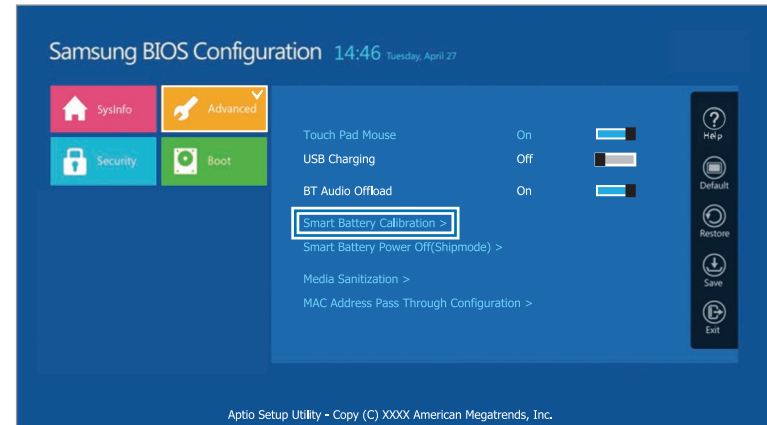 Samsung BIOS Configuration 14:46 Tuesday, April 27
SysInfo
Advanced
Security
Boot
Touch Pad Mouse On
USB Charging Off
BT Audio Offload On
Smart Battery Calibration >
Smart Battery Power Off(Shipmode) >
Media Sanitization >
MAC Address Pass Through Configuration >
Help
Default
Restore
Save
Exit
Aptio Setup Utility - Copy (C) XXXX American Megatrends, Inc.